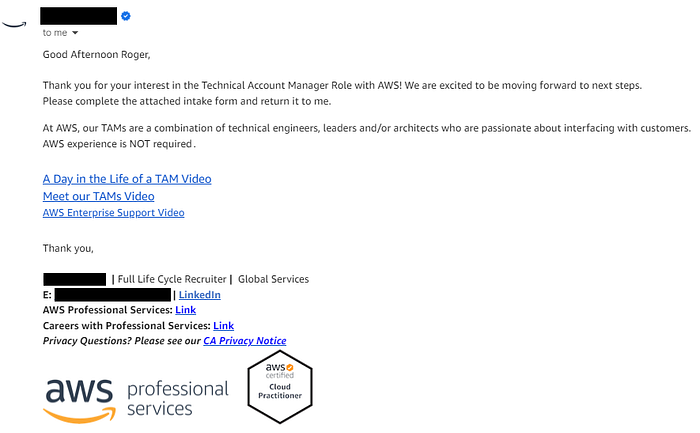 to me
Good Afternoon Roger,
Thank you for your interest in the Technical Account Manager Role with AWS! We are excited to be moving forward to next steps.
Please complete the attached intake form and return it to me.
At AWS, our TAMs are a combination of technical engineers, leaders and/or architects who are passionate about interfacing with customers.
AWS experience is NOT required.
A Day in the Life of a TAM Video
Meet our TAMs Video
AWS Enterprise Support Video
Thank you,
| Full Life Cycle Recruiter | Global Services
E: | LinkedIn
AWS Professional Services: Link
Careers with Professional Services: Link
Privacy Questions? Please see our CA Privacy Notice
aws professional
services
aws
certified
Cloud
Practitioner